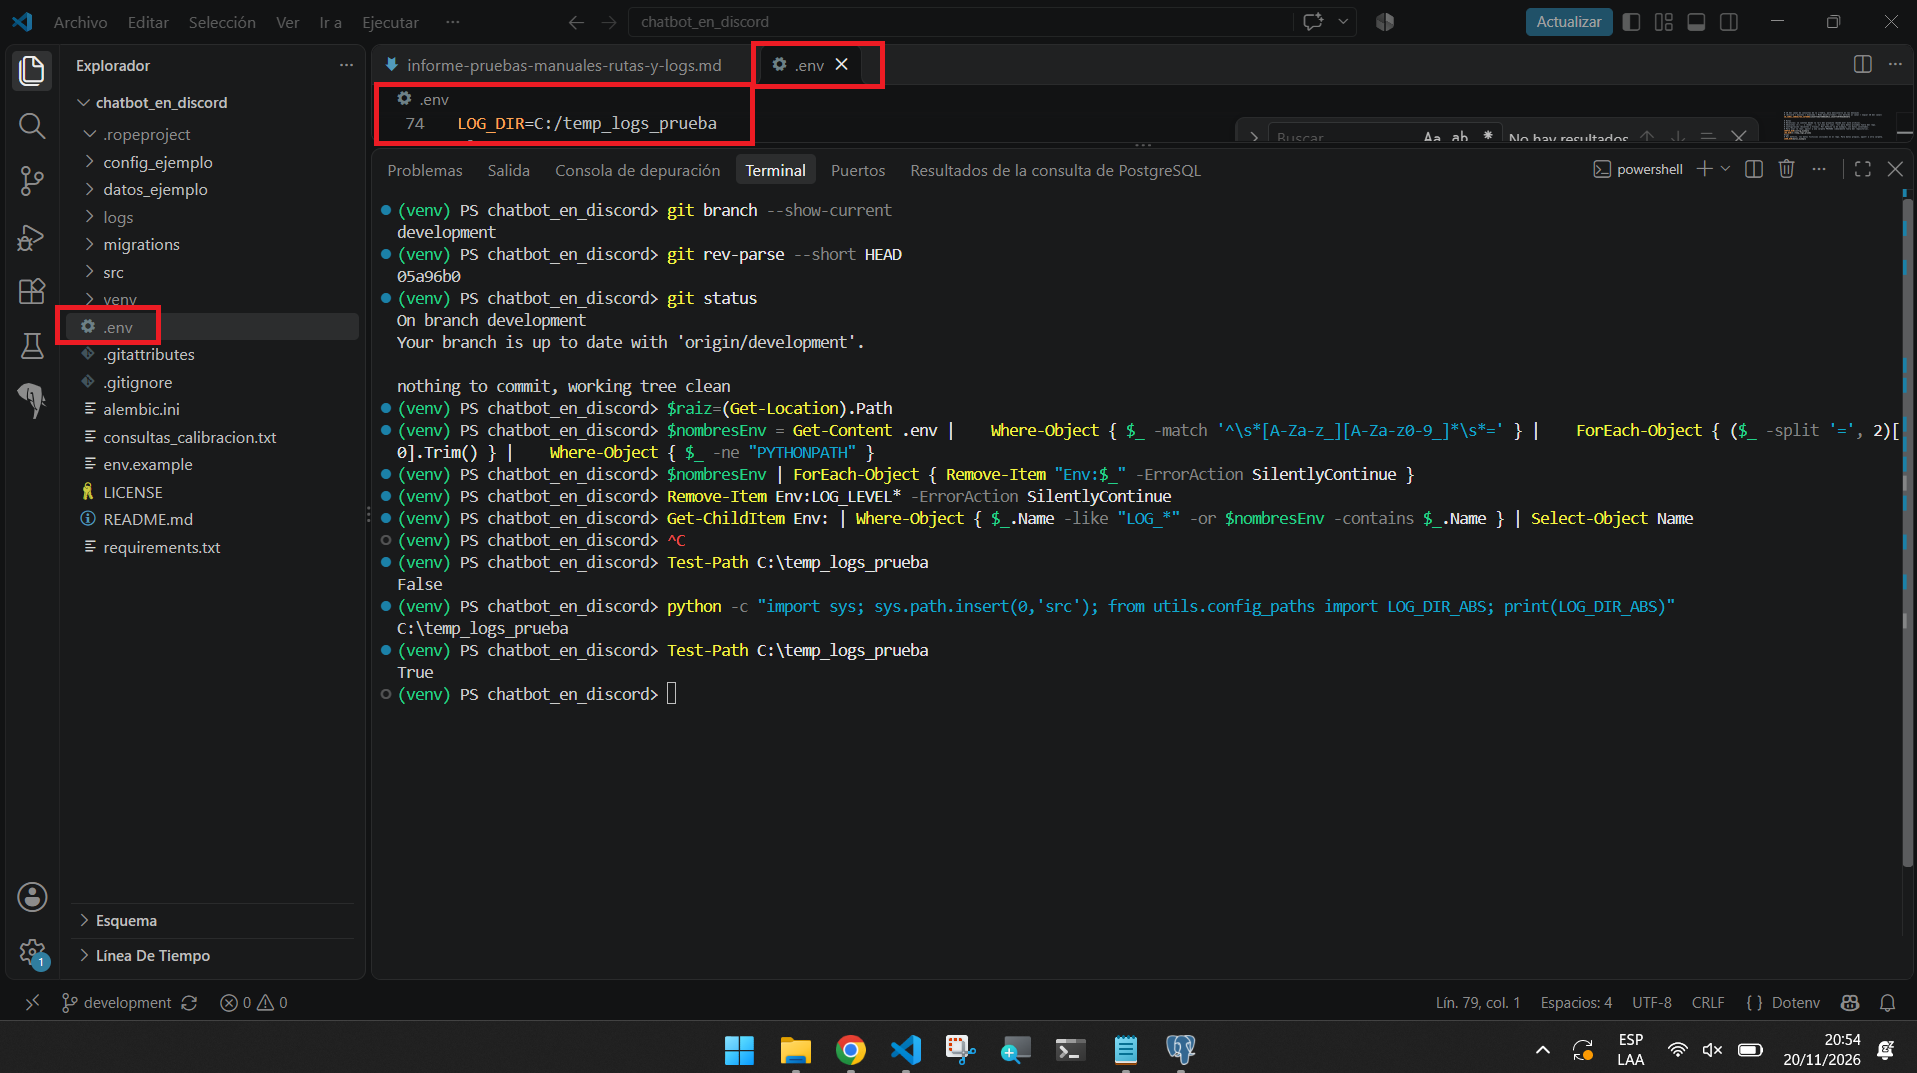 Archivo Editar Selección Ver Ir a Ejecutar ···
chatbot_en_discord
Actualizar
Explorador
chatbot_en_discord
.ropeproject
config_ejemplo
datos_ejemplo
logs
migrations
src
venv
.env
.gitattributes
.gitignore
alembic.ini
consultas_calibracion.txt
env.example
LICENSE
README.md
requirements.txt
Esquema
Línea De Tiempo
1
informe-pruebas-manuales-rutas-y-logs.md
.env
.env
74 LOG_DIR=C:/temp_logs_prueba
Buscar Aa ab * No hay resultados
Problemas Salida Consola de depuración Terminal Puertos Resultados de la consulta de PostgreSQL
powershell
(venv) PS chatbot_en_discord> git branch --show-current
development
(venv) PS chatbot_en_discord> git rev-parse --short HEAD
05a96b0
(venv) PS chatbot_en_discord> git status
On branch development
Your branch is up to date with 'origin/development'.
nothing to commit, working tree clean
(venv) PS chatbot_en_discord> $raiz=(Get-Location).Path
(venv) PS chatbot_en_discord> $nombresEnv = Get-Content .env |    Where-Object { $_ -match '^\s*[A-Za-z_][A-Za-z0-9_]*\s*=' } |    ForEach-Object { ($_ -split '=', 2)[
0].Trim() } |    Where-Object { $_ -ne "PYTHONPATH" }
(venv) PS chatbot_en_discord> $nombresEnv | ForEach-Object { Remove-Item "Env:$_" -ErrorAction SilentlyContinue }
(venv) PS chatbot_en_discord> Remove-Item Env:LOG_LEVEL* -ErrorAction SilentlyContinue
(venv) PS chatbot_en_discord> Get-ChildItem Env: | Where-Object { $_.Name -like "LOG_*" -or $nombresEnv -contains $_.Name } | Select-Object Name
(venv) PS chatbot_en_discord> ^C
(venv) PS chatbot_en_discord> Test-Path C:\temp_logs_prueba
False
(venv) PS chatbot_en_discord> python -c "import sys; sys.path.insert(0,'src'); from utils.config_paths import LOG_DIR_ABS; print(LOG_DIR_ABS)"
C:\temp_logs_prueba
(venv) PS chatbot_en_discord> Test-Path C:\temp_logs_prueba
True
(venv) PS chatbot_en_discord>
development 0 0
Lín. 79, col. 1 Espacios: 4 UTF-8 CRLF { } Dotenv
ESP
LAA
20:54
20/11/2026